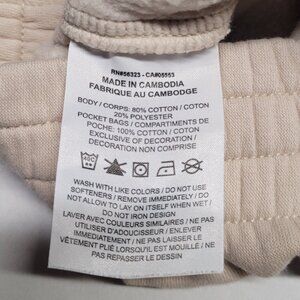 RN#56323 - CA#05553
MADE IN CAMBODIA
FABRIQUE AU CAMBODGE
BODY / CORPS: 80% COTTON / COTON
20% POLYESTER
POCKET BAGS / COMPARTIMENTS DE
POCHE: 100% COTTON / COTON
EXCLUSIVE OF DECORATION /
DECORATION NON COMPRISE
40C
WASH WITH LIKE COLORS / DO NOT USE
SOFTENERS / REMOVE IMMEDIATELY / DO
NOT ALLOW TO LAY ON ITSELF WHEN WET /
DO NOT IRON DESIGN
LAVER AVEC COULEURS SIMILAIRES / NE PAS
UTILISER D'ADOUCISSANT / ENLEVER
IMMÉDIATEMENT / NE PAS LAISSER LE
VÊTEMENT PLIÉ LORSQU'IL EST MOUILLÉ / NE
PAS REPASSER LE DESSIN